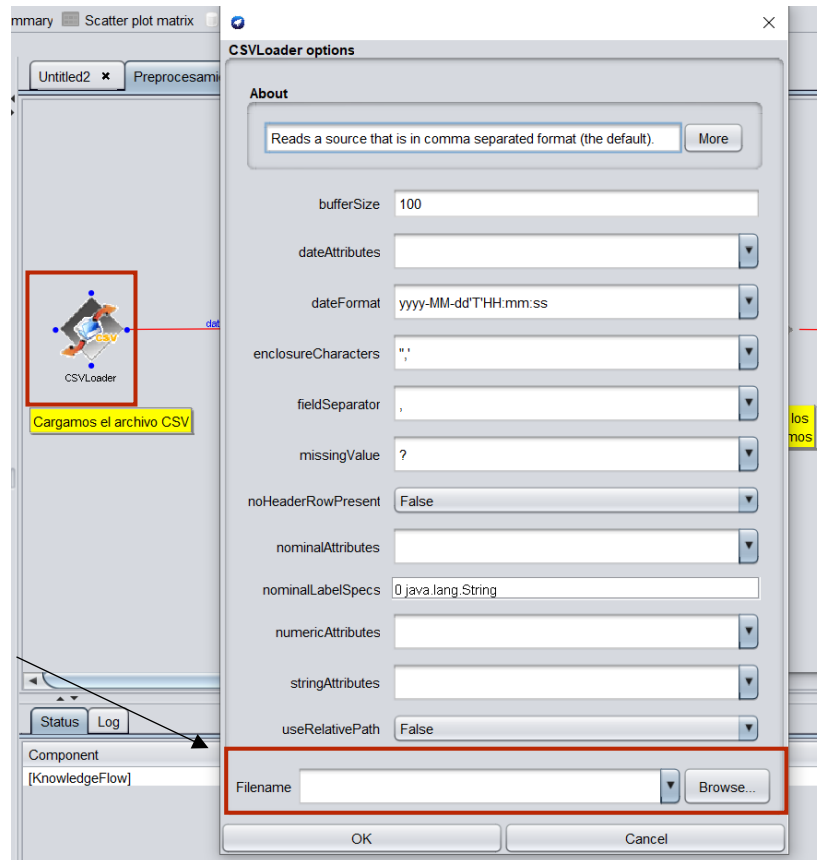 mmary Scatter plot matrix
CSVLoader options
Untitled2 Preprocesami
About
Reads a source that is in comma separated format (the default). More
bufferSize 100
dateAttributes
dateFormat yyyy-MM-dd'T'HH:mm:ss
dat
CSV
enclosureCharacters ",'
CSVLoader
fieldSeparator ,
Cargamos el archivo CSV
los
mos
missingValue ?
noHeaderRowPresent False
nominalAttributes
nominalLabelSpecs 0 java.lang.String
numericAttributes
stringAttributes
Status Log
useRelativePath False
Component
[KnowledgeFlow]
Filename Browse...
OK Cancel